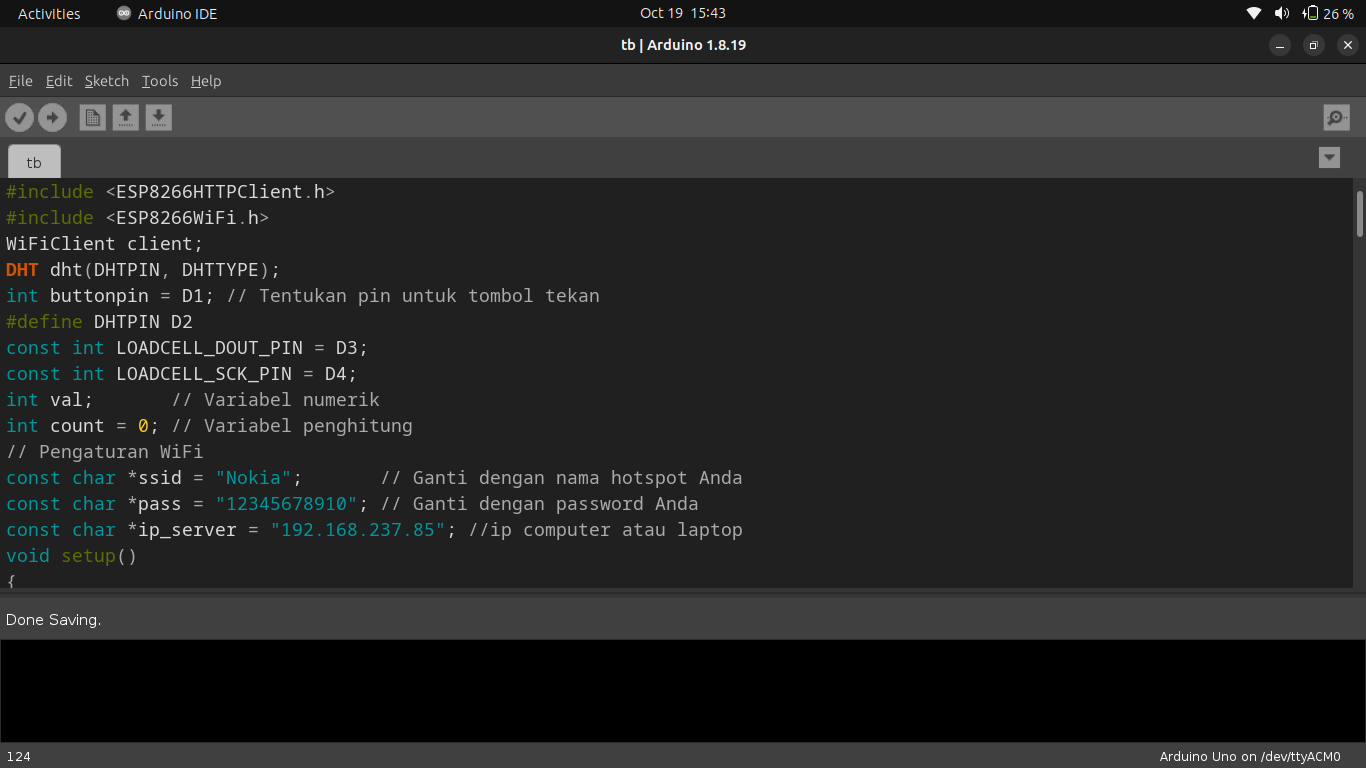 Activities Arduino IDE Oct 19 15:43 26 %
tb | Arduino 1.8.19
File Edit Sketch Tools Help
tb
#include <ESP8266HTTPClient.h>
#include <ESP8266WiFi.h>
WiFiClient client;
DHT dht(DHTPIN, DHTTYPE);
int buttonpin = D1; // Tentukan pin untuk tombol tekan
#define DHTPIN D2
const int LOADCELL_DOUT_PIN = D3;
const int LOADCELL_SCK_PIN = D4;
int val;       // Variabel numerik
int count = 0; // Variabel penghitung
// Pengaturan WiFi
const char *ssid = "Nokia";       // Ganti dengan nama hotspot Anda
const char *pass = "12345678910"; // Ganti dengan password Anda
const char *ip_server = "192.168.237.85"; //ip computer atau laptop
void setup()
{
Done Saving.
124 Arduino Uno on /dev/ttyACM0